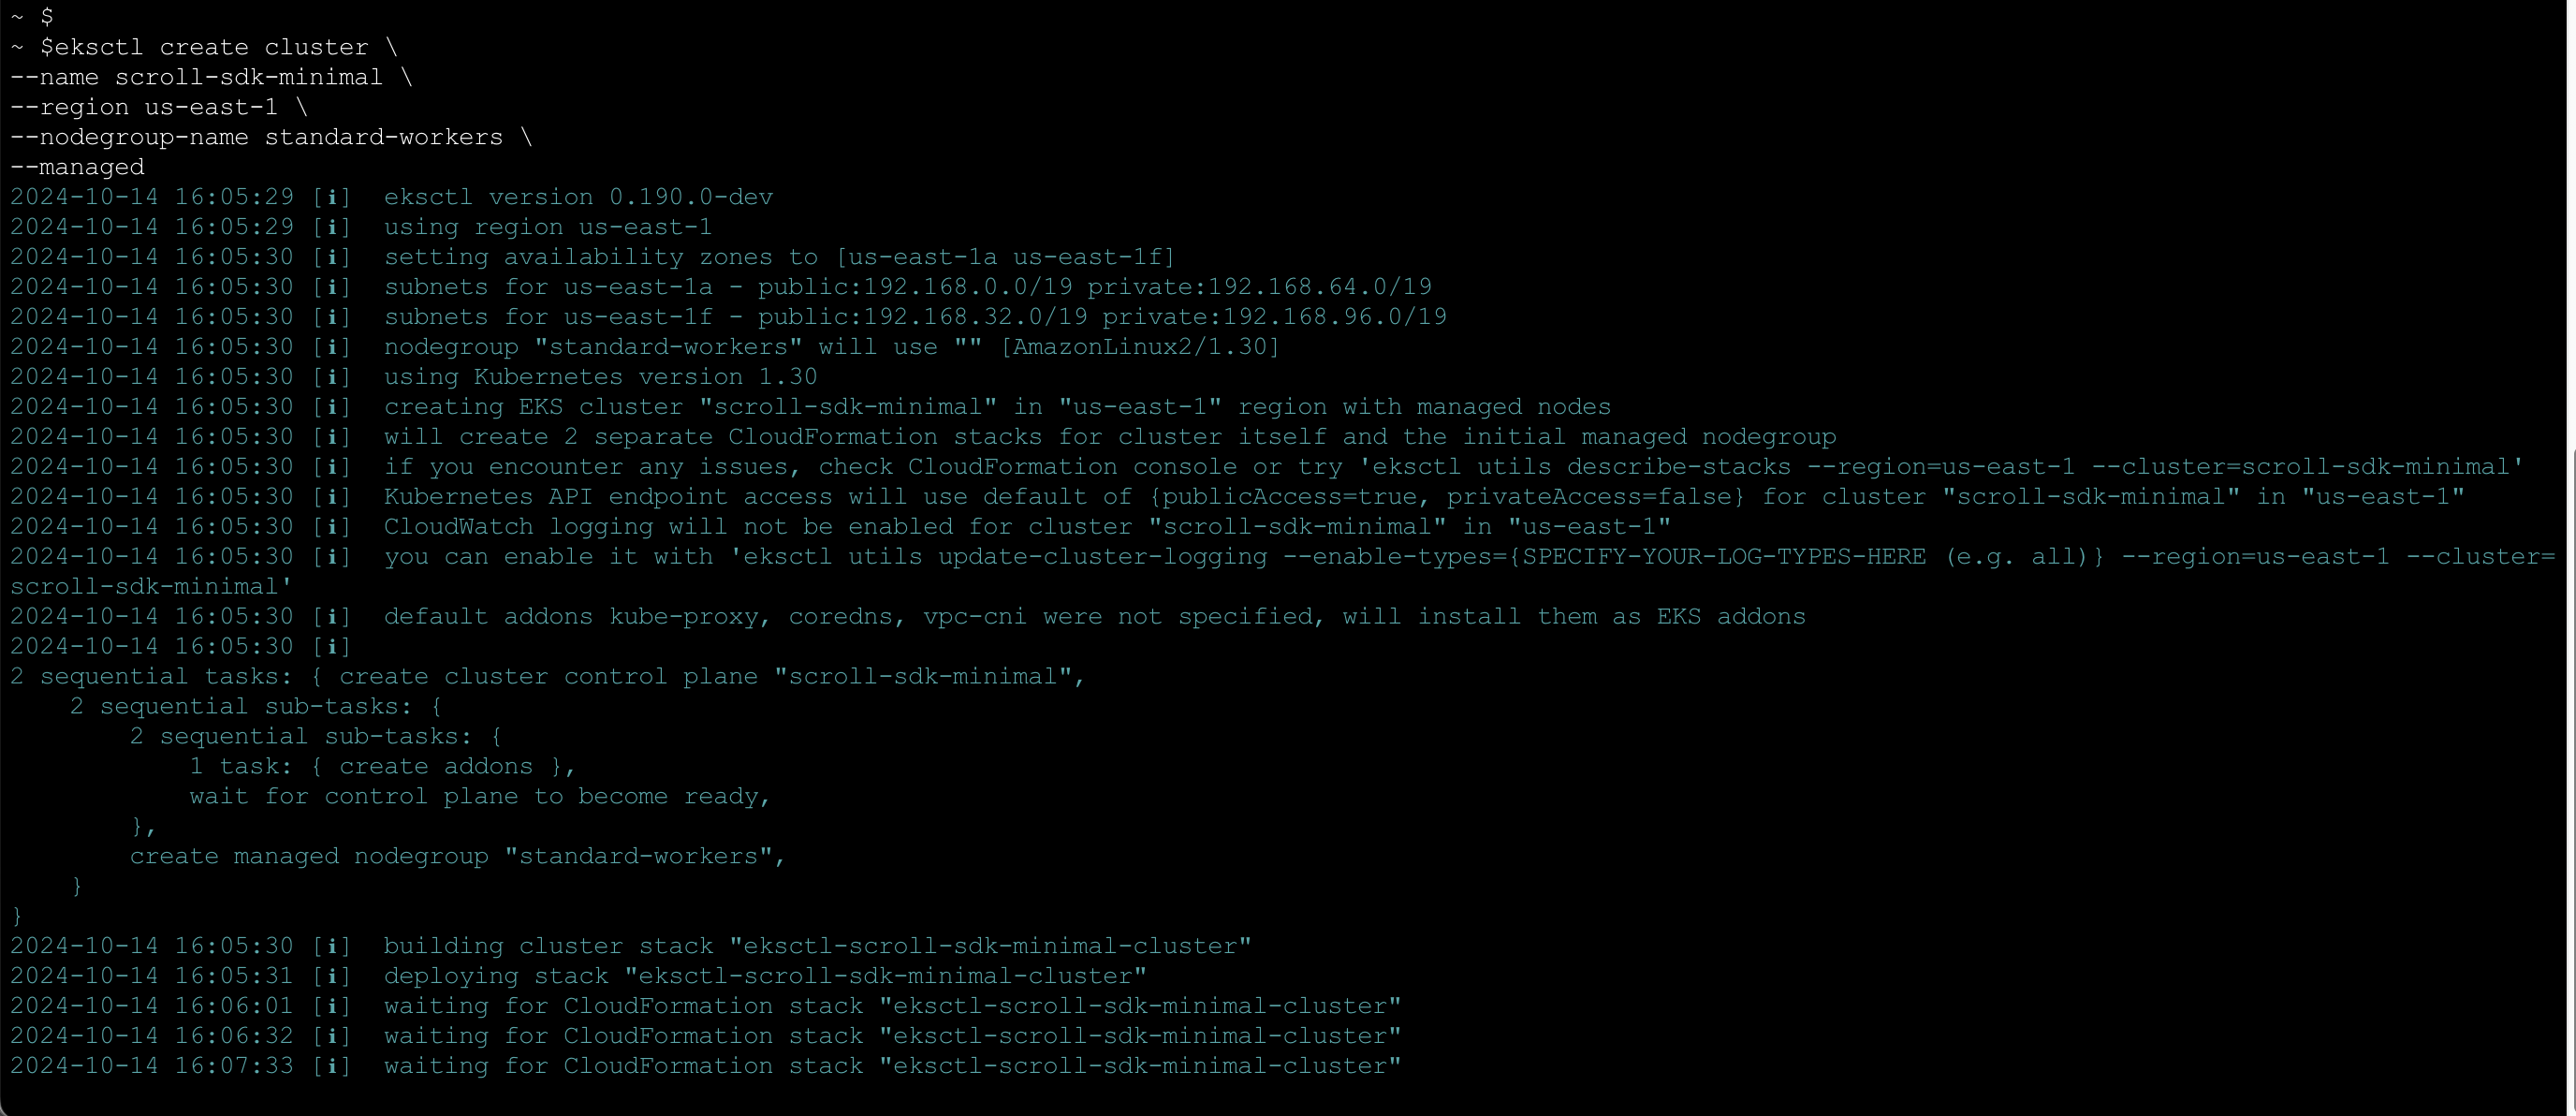 ~ $
~ $eksctl create cluster \
--name scroll-sdk-minimal \
--region us-east-1 \
--nodegroup-name standard-workers \
--managed
2024-10-14 16:05:29 [ℹ]  eksctl version 0.190.0-dev
2024-10-14 16:05:29 [ℹ]  using region us-east-1
2024-10-14 16:05:30 [ℹ]  setting availability zones to [us-east-1a us-east-1f]
2024-10-14 16:05:30 [ℹ]  subnets for us-east-1a - public:192.168.0.0/19 private:192.168.64.0/19
2024-10-14 16:05:30 [ℹ]  subnets for us-east-1f - public:192.168.32.0/19 private:192.168.96.0/19
2024-10-14 16:05:30 [ℹ]  nodegroup "standard-workers" will use "" [AmazonLinux2/1.30]
2024-10-14 16:05:30 [ℹ]  using Kubernetes version 1.30
2024-10-14 16:05:30 [ℹ]  creating EKS cluster "scroll-sdk-minimal" in "us-east-1" region with managed nodes
2024-10-14 16:05:30 [ℹ]  will create 2 separate CloudFormation stacks for cluster itself and the initial managed nodegroup
2024-10-14 16:05:30 [ℹ]  if you encounter any issues, check CloudFormation console or try 'eksctl utils describe-stacks --region=us-east-1 --cluster=scroll-sdk-minimal'
2024-10-14 16:05:30 [ℹ]  Kubernetes API endpoint access will use default of {publicAccess=true, privateAccess=false} for cluster "scroll-sdk-minimal" in "us-east-1"
2024-10-14 16:05:30 [ℹ]  CloudWatch logging will not be enabled for cluster "scroll-sdk-minimal" in "us-east-1"
2024-10-14 16:05:30 [ℹ]  you can enable it with 'eksctl utils update-cluster-logging --enable-types={SPECIFY-YOUR-LOG-TYPES-HERE (e.g. all)} --region=us-east-1 --cluster=
scroll-sdk-minimal'
2024-10-14 16:05:30 [ℹ]  default addons kube-proxy, coredns, vpc-cni were not specified, will install them as EKS addons
2024-10-14 16:05:30 [ℹ]
2 sequential tasks: { create cluster control plane "scroll-sdk-minimal",
    2 sequential sub-tasks: {
        2 sequential sub-tasks: {
            1 task: { create addons },
            wait for control plane to become ready,
        },
        create managed nodegroup "standard-workers",
    }
}
2024-10-14 16:05:30 [ℹ]  building cluster stack "eksctl-scroll-sdk-minimal-cluster"
2024-10-14 16:05:31 [ℹ]  deploying stack "eksctl-scroll-sdk-minimal-cluster"
2024-10-14 16:06:01 [ℹ]  waiting for CloudFormation stack "eksctl-scroll-sdk-minimal-cluster"
2024-10-14 16:06:32 [ℹ]  waiting for CloudFormation stack "eksctl-scroll-sdk-minimal-cluster"
2024-10-14 16:07:33 [ℹ]  waiting for CloudFormation stack "eksctl-scroll-sdk-minimal-cluster"